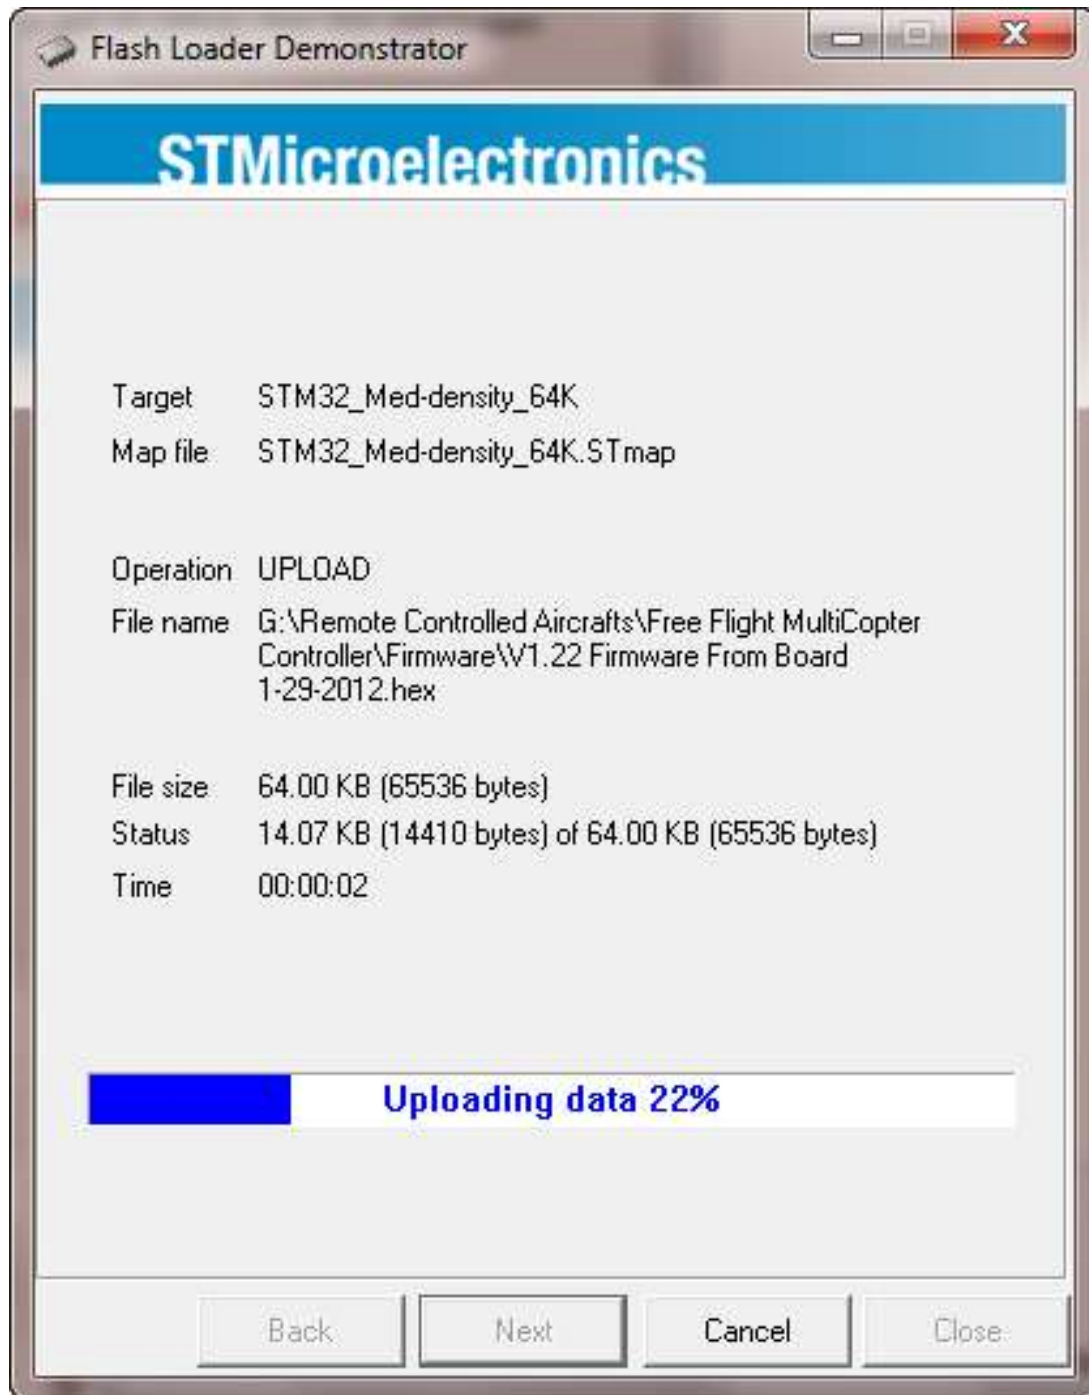 Flash Loader Demonstrator
STMicroelectronics
Target STM32_Med-density_64K
Map file STM32_Med-density_64K.STmap
Operation UPLOAD
File name G:\Remote Controlled Aircrafts\Free Flight MultiCopter
Controller\Firmware\V1.22 Firmware From Board
1-29-2012.hex
File size 64.00 KB (65536 bytes)
Status 14.07 KB (14410 bytes) of 64.00 KB (65536 bytes)
Time 00:00:02
Uploading data 22%
Back Next Cancel Close